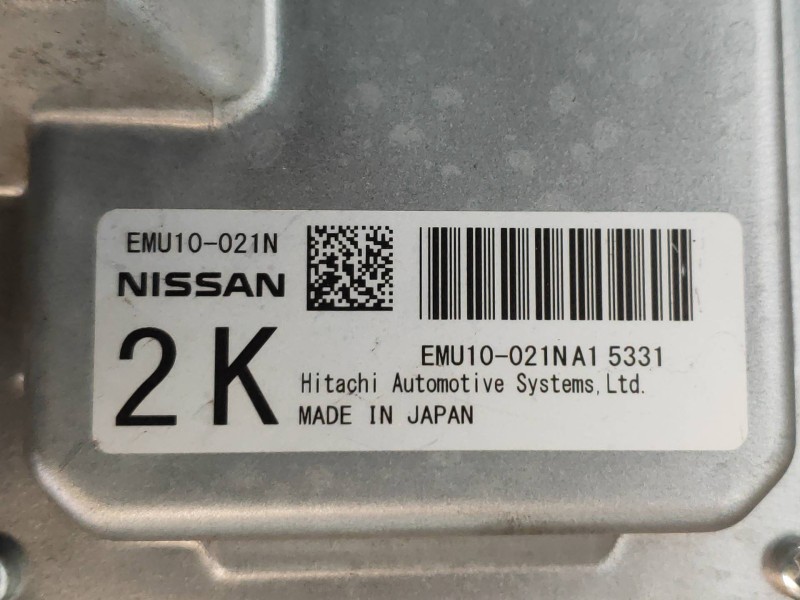 EMU10-021N
NISSAN
2K
EMU10-021NA1 5331
Hitachi Automotive Systems, Ltd.
MADE IN JAPAN